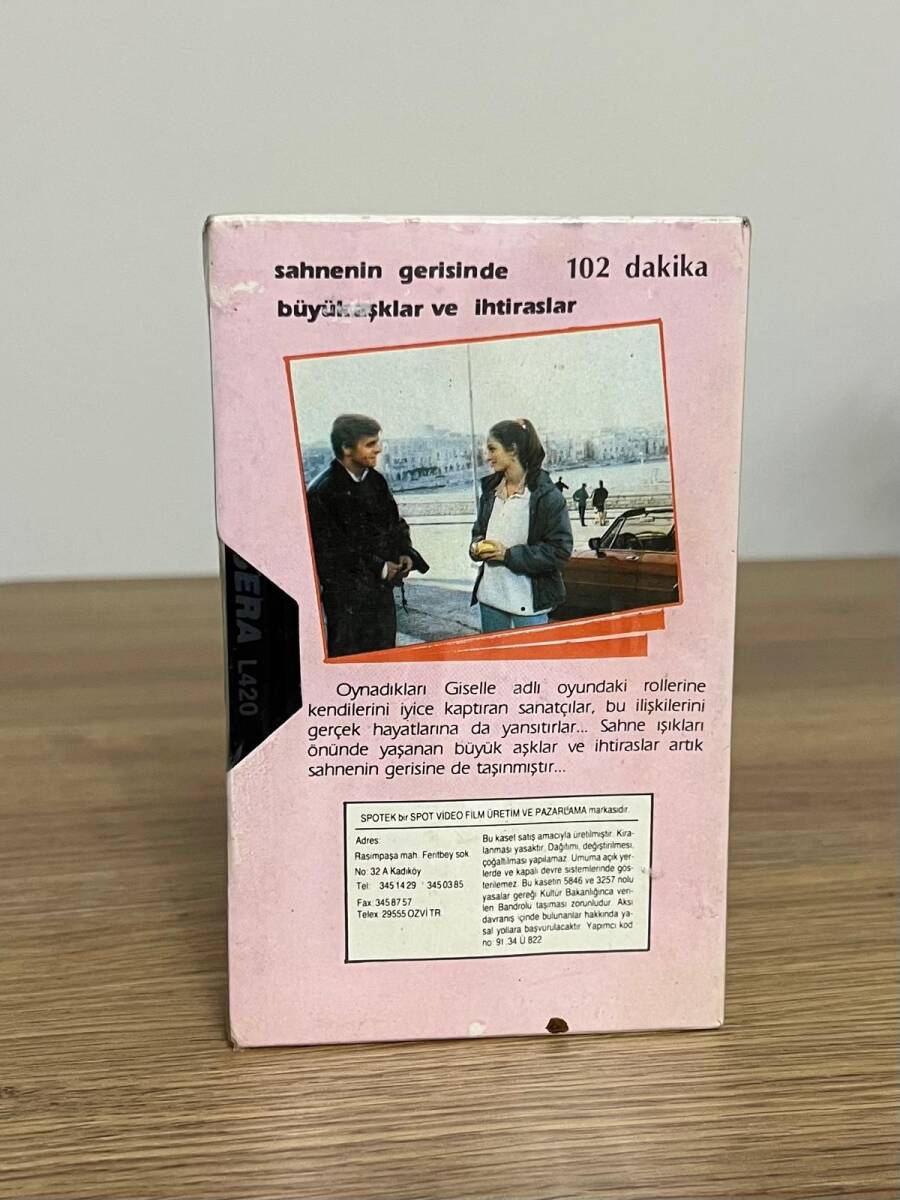 sahnenin gerisinde
102 dakika
büyük aşklar ve ihtiraslar
ERA L420
Oynadıkları Giselle adlı oyundaki rollerine
kendilerini iyice kaptıran sanatçılar, bu ilişkilerini
gerçek hayatlarına da yansıtırlar... Sahne ışıkları
önünde yaşanan büyük aşklar ve ihtiraslar artık
sahnenin gerisine de taşınmıştır...
SPOTEK bir SPOT VİDEO FİLM ÜRETİM VE PAZARLAMA markasıdır.
Adres:
Rasimpaşa mah. Feritbey sok.
No: 32 A Kadıköy
Tel: 345 14 29 345 03 85
Fax: 345 87 57
Telex: 29555 OZVİ TR
Bu kaset satış amacıyla üretilmiştir. Kira-
lanması yasaktır. Dağıtımı, değiştirilmesi,
çoğaltılması yapılamaz. Umuma açık yer-
lerde ve kapalı devre sistemlerinde gös-
terilemez. Bu kasetin 5846 ve 3257 nolu
yasalar gereği Kültür Bakanlığınca veri-
len Bandrolu taşıması zorunludur. Aksi
davranış içinde bulunanlar hakkında ya-
sal yollara başvurulacaktır. Yapımcı kod
no: 91.34.Ü.822